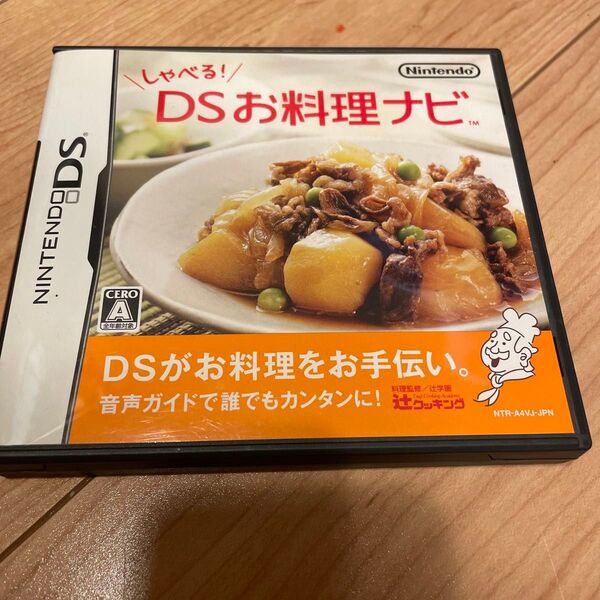 NINTENDO DS
しゃべる!
Nintendo
DSお料理ナビ
TM
CERO
A
全年齢対象
DSがお料理をお手伝い。
音声ガイドで誰でもカンタンに!
料理監修/辻学園
Tsuji Cooking Academy
辻クッキング
NTR-A4VJ-JPN